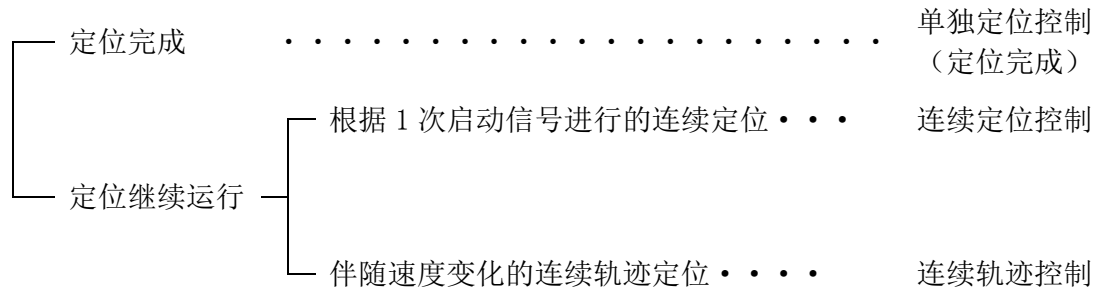 定位完成 ····················· 单独定位控制
（定位完成）
根据 1 次启动信号进行的连续定位··· 连续定位控制
定位继续运行
伴随速度变化的连续轨迹定位···· 连续轨迹控制